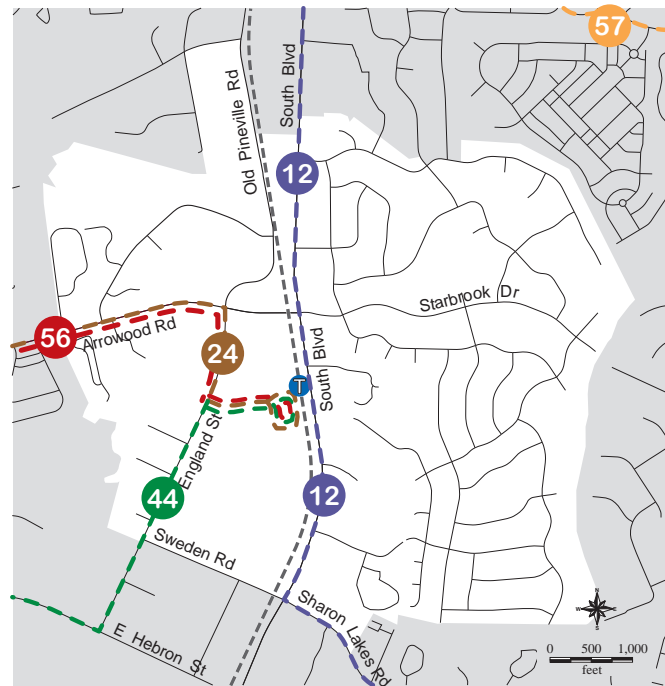 57
Old Pineville Rd
South Blvd
12
Starbrook Dr
56
Arrowood Rd
24
T
South Blvd
England St
44
12
Sweden Rd
Sharon Lakes Rd
E Hebron St
N
W
E
S
0 500 1,000
feet